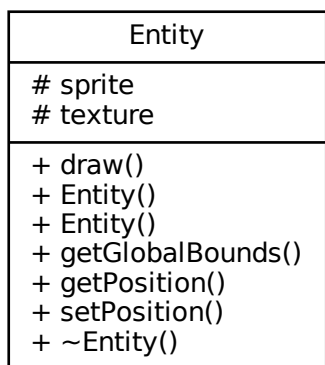 Entity
# sprite
# texture
+ draw()
+ Entity()
+ Entity()
+ getGlobalBounds()
+ getPosition()
+ setPosition()
+ ~Entity()